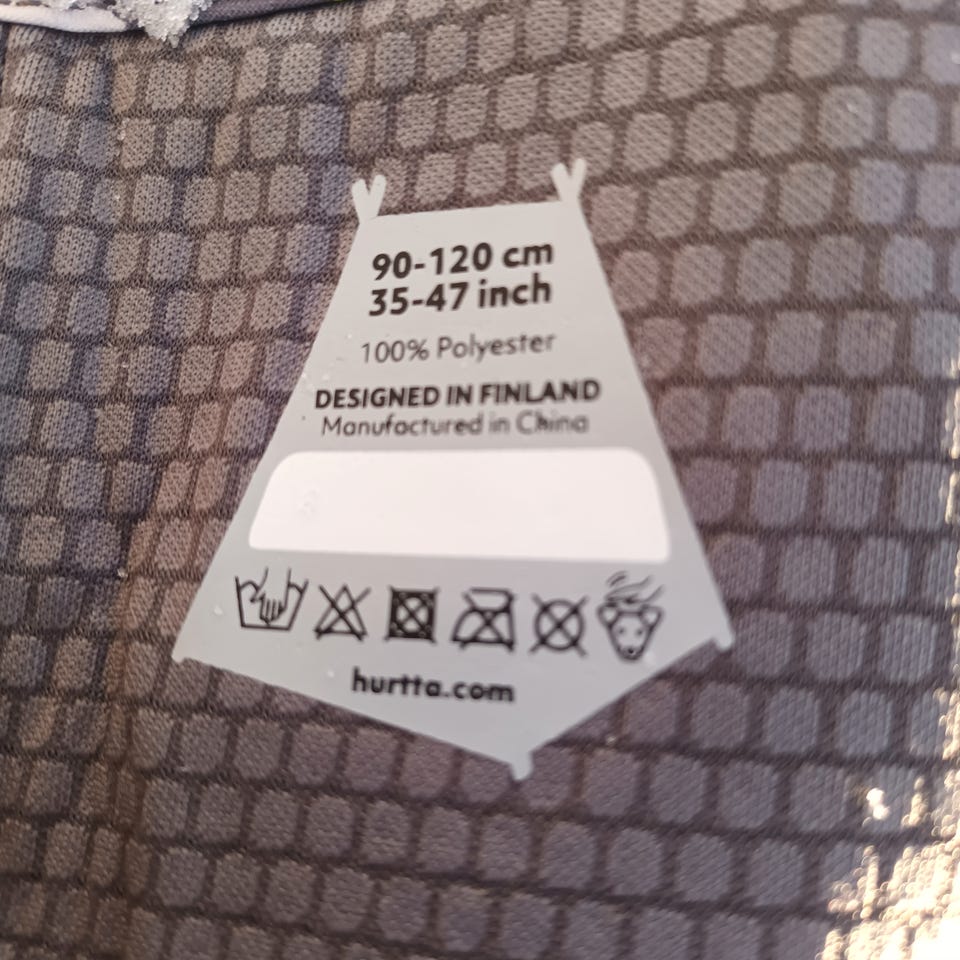 90-120 cm
35-47 inch
100% Polyester
DESIGNED IN FINLAND
Manufactured in China
hurtta.com